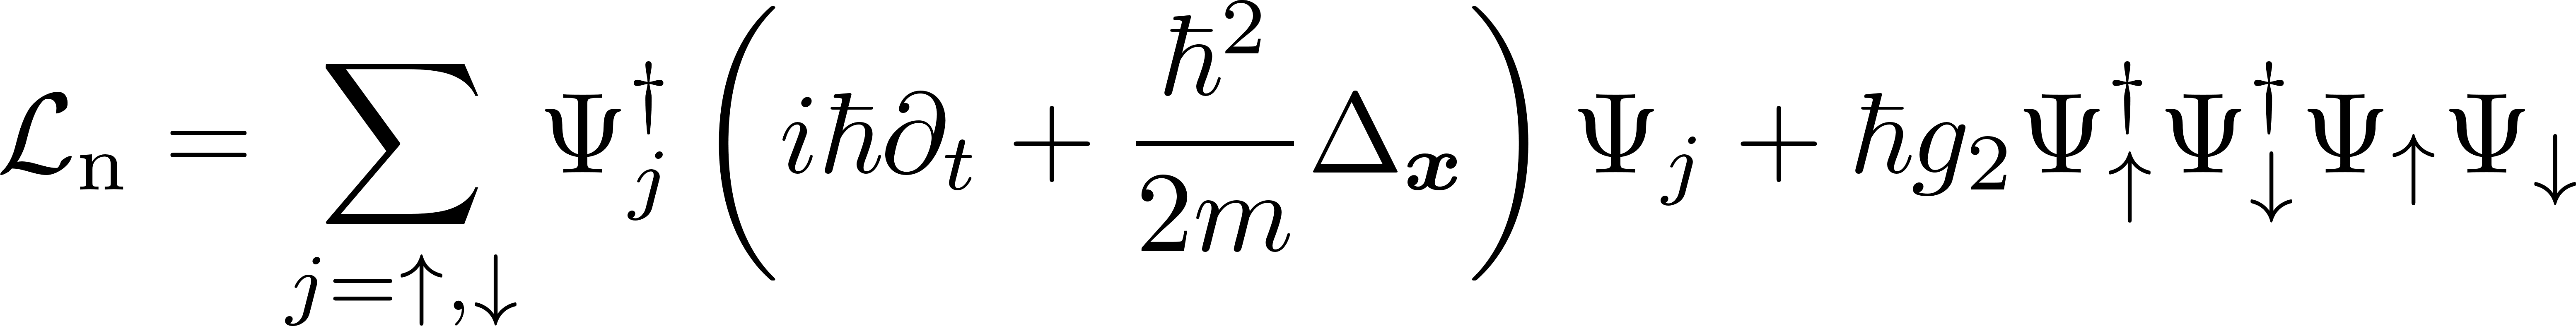 $\mathcal{L}_{\mathrm{n}} = \sum_{j=\uparrow,\downarrow} \Psi_j^\dagger \left( i\hbar\partial_t + \frac{\hbar^2}{2m}\Delta_{\boldsymbol{x}} \right) \Psi_j + \hbar g_2 \Psi_\uparrow^\dagger \Psi_\downarrow^\dagger \Psi_\uparrow \Psi_\downarrow$